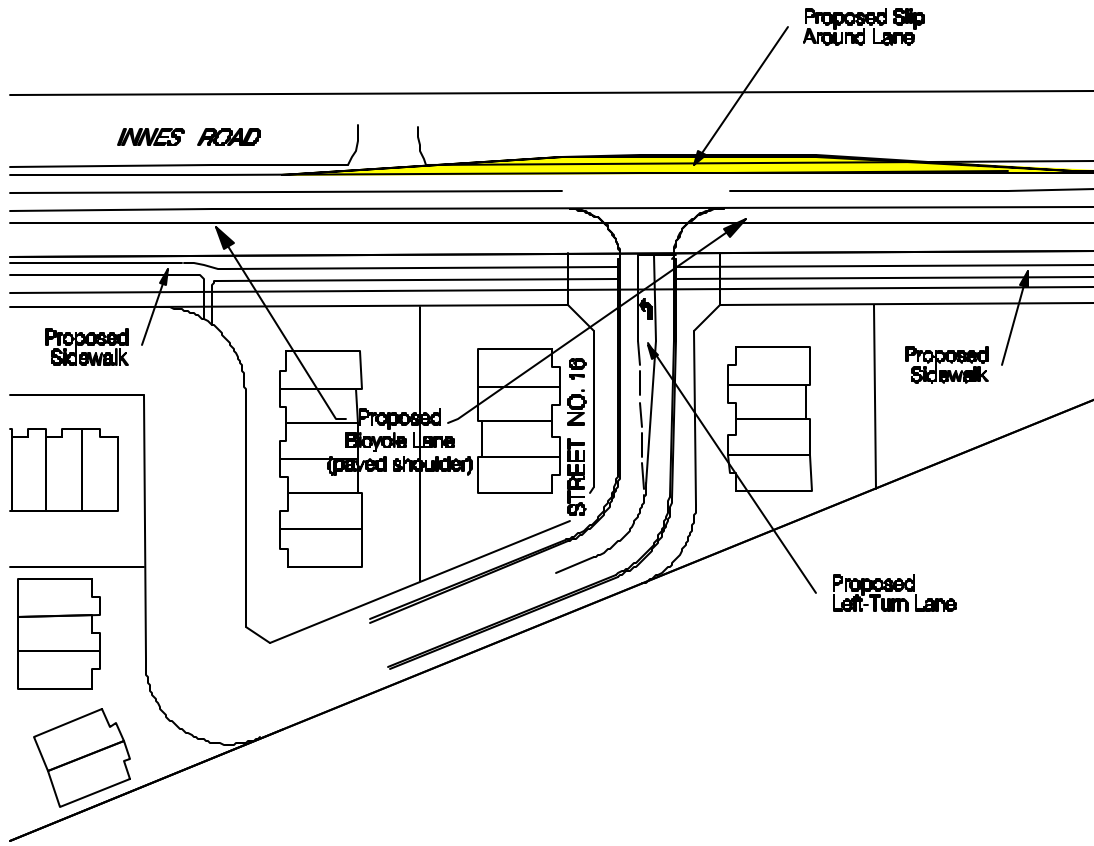 Proposed Slip
Around Lane
INNES ROAD
Proposed
Sidewalk
Proposed
Sidewalk
Proposed
Bicycle Lane
(paved shoulder)
STREET NO. 16
Proposed
Left-Turn Lane